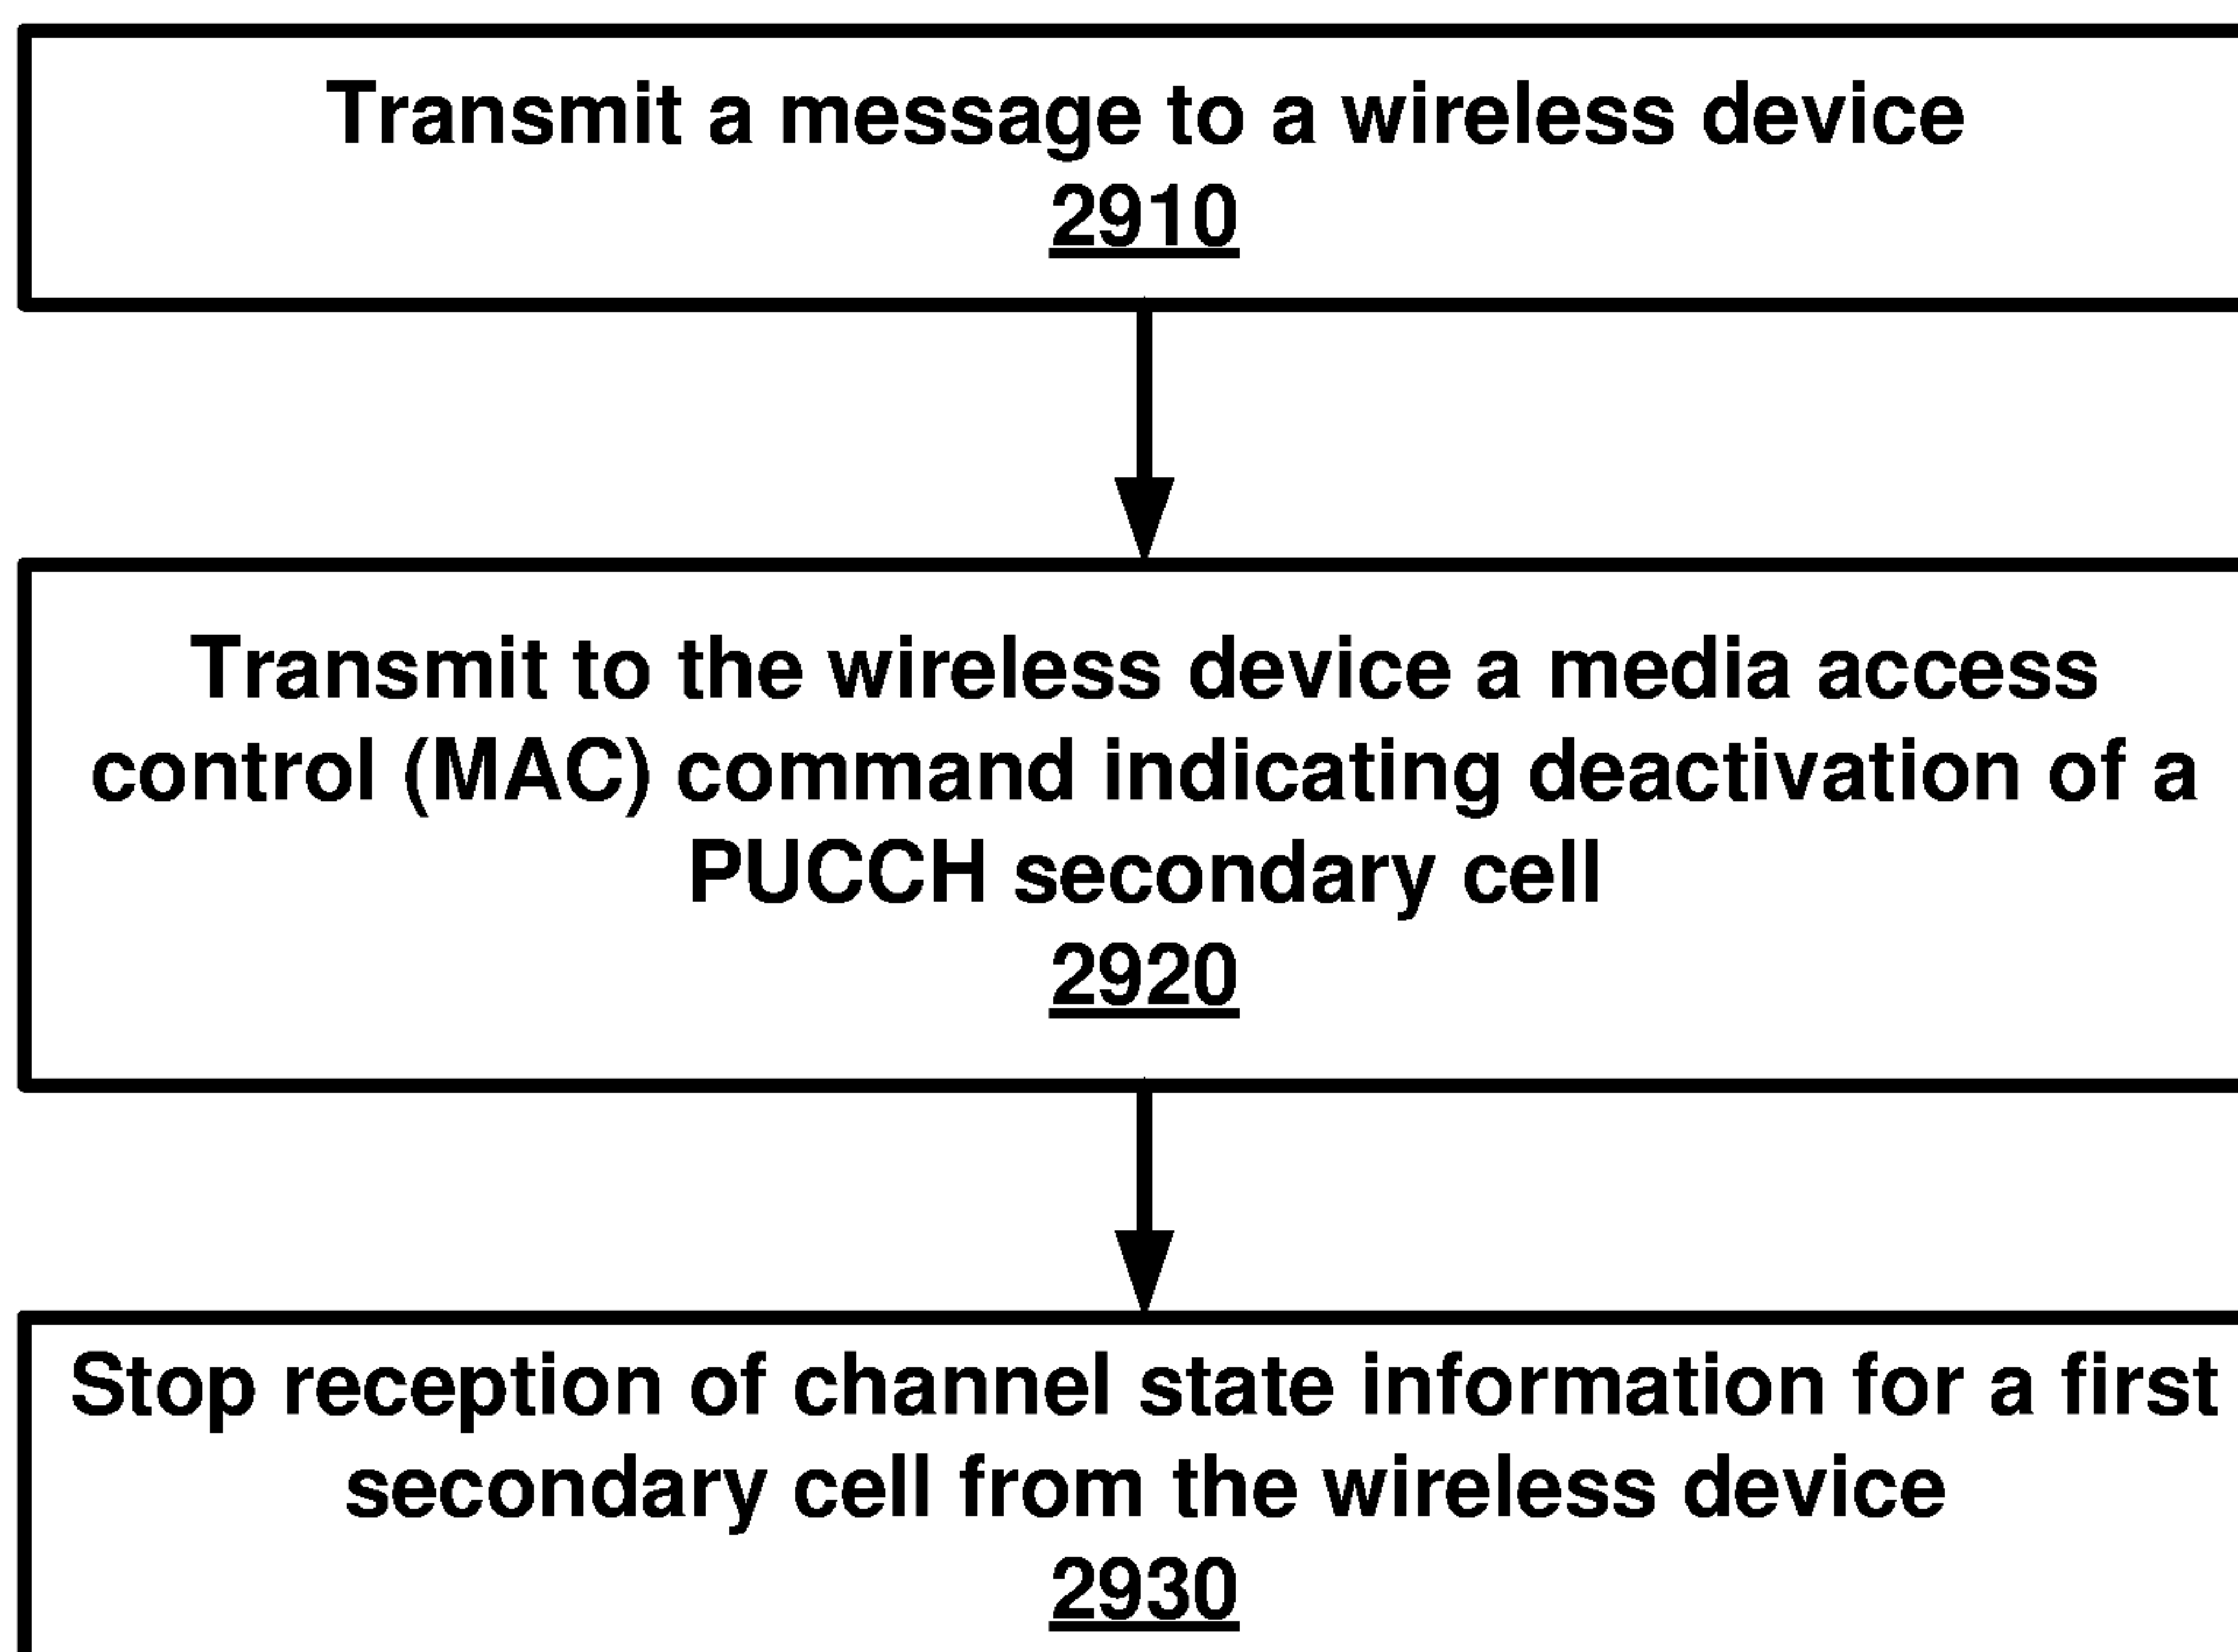 Transmit a message to a wireless device
2910
Transmit to the wireless device a media access
control (MAC) command indicating deactivation of a
PUCCH secondary cell
2920
Stop reception of channel state information for a first
secondary cell from the wireless device
2930